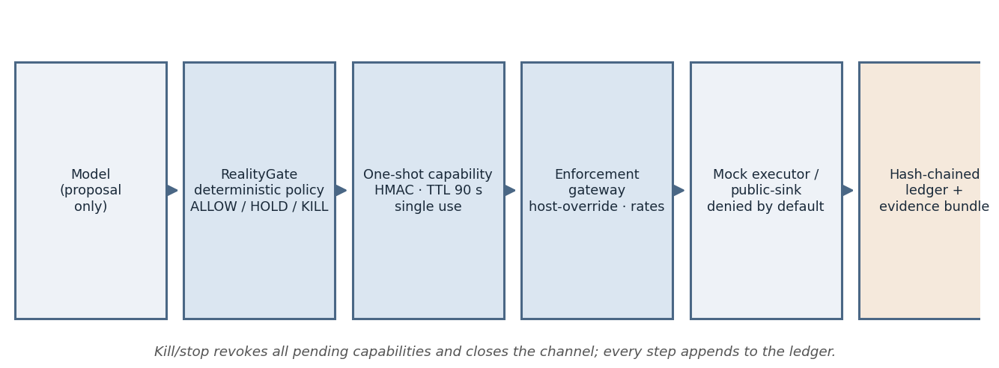 Model
(proposal
only)
RealityGate
deterministic policy
ALLOW / HOLD / KILL
One-shot capability
HMAC · TTL 90 s
single use
Enforcement
gateway
host-override · rates
Mock executor /
public-sink
denied by default
Hash-chained
ledger +
evidence bundle
Kill/stop revokes all pending capabilities and closes the channel; every step appends to the ledger.